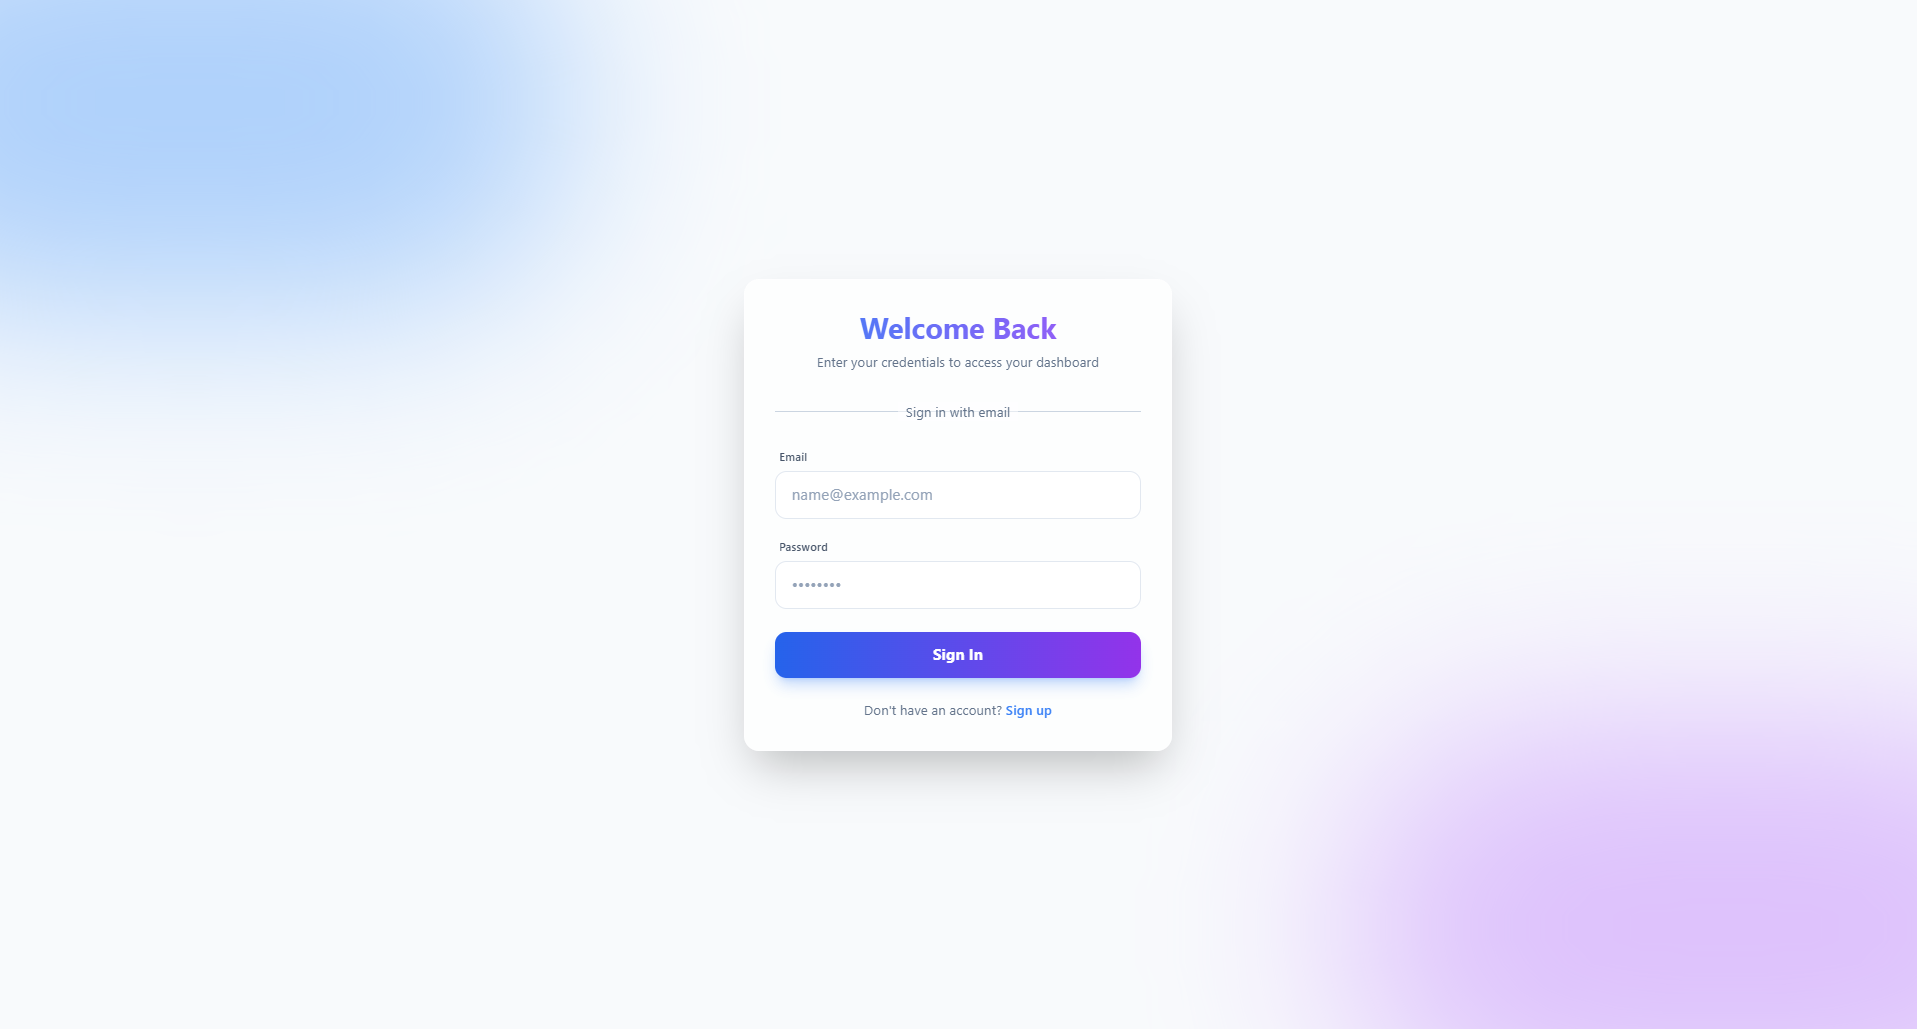 Welcome Back
Enter your credentials to access your dashboard
Sign in with email
Email
name@example.com
Password
••••••••
Sign In
Don't have an account? Sign up